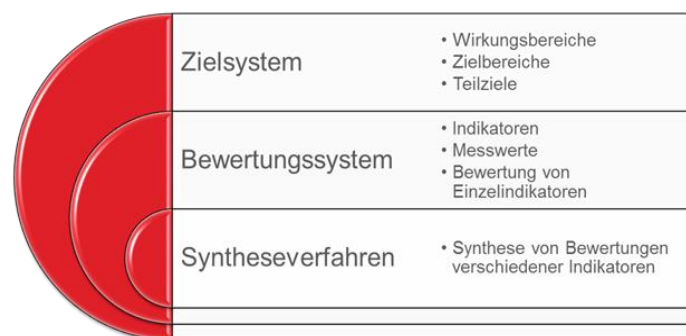 Zielsystem
• Wirkungsbereiche
• Zielbereiche
• Teilziele
Bewertungssystem
• Indikatoren
• Messwerte
• Bewertung von
Einzelindikatoren
Syntheseverfahren
• Synthese von Bewertungen
verschiedener Indikatoren